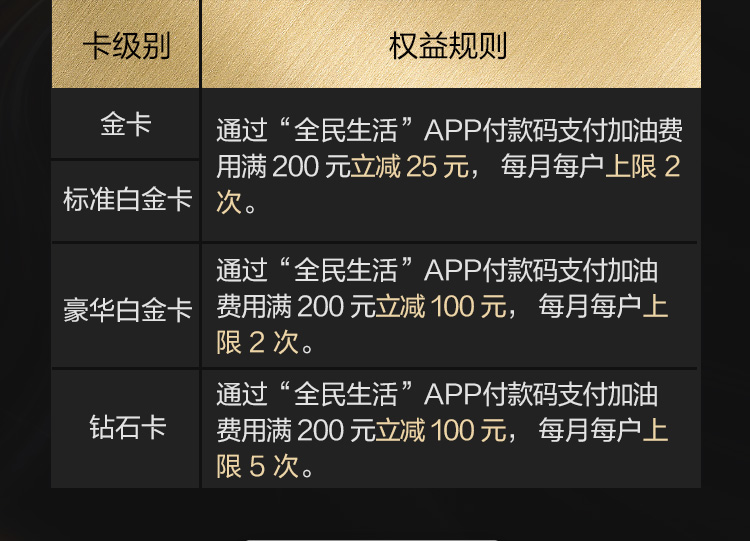 卡级别
权益规则
金卡
标准白金卡
通过“全民生活”APP付款码支付加油费
用满 200 元立减 25 元， 每月每户上限 2
次。
豪华白金卡
通过“全民生活”APP付款码支付加油
费用满 200 元立减 100 元， 每月每户上
限 2 次。
钻石卡
通过“全民生活”APP付款码支付加油
费用满 200 元立减 100 元， 每月每户上
限 5 次。